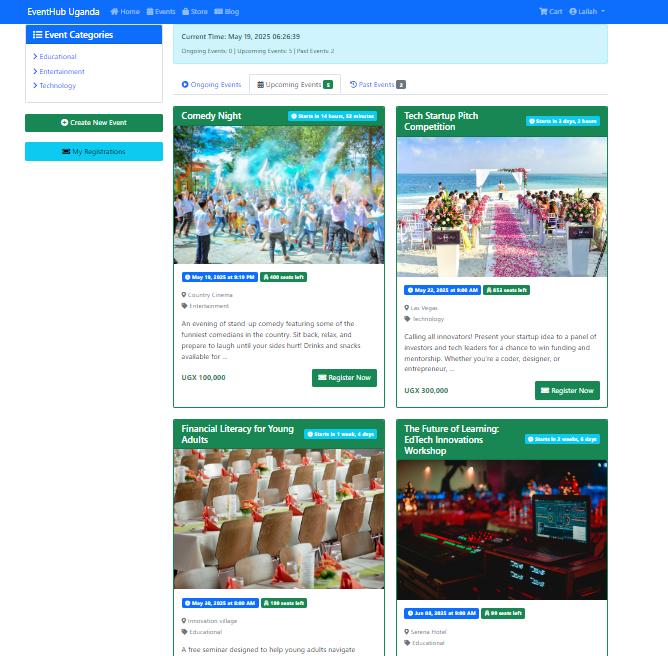 EventHub Uganda Home Events Store Blog Cart Lailah
Event Categories
Educational
Entertainment
Technology
Create New Event
My Registrations
Current Time: May 19, 2025 06:26:39
Ongoing Events: 0 | Upcoming Events: 5 | Past Events: 2
Ongoing Events Upcoming Events 5 Past Events 2
Comedy Night Starts in 14 hours, 52 minutes
May 19, 2025 at 9:19 PM 400 seats left
Country Cinema
Entertainment
An evening of stand-up comedy featuring some of the
funniest comedians in the country. Sit back, relax, and
prepare to laugh until your sides hurt! Drinks and snacks
available for ...
UGX 100,000 Register Now
Tech Startup Pitch
Competition Starts in 3 days, 2 hours
May 22, 2025 at 9:00 AM 653 seats left
Las Vegas
Technology
Calling all innovators! Present your startup idea to a panel of
investors and tech leaders for a chance to win funding and
mentorship. Whether you're a coder, designer, or
entrepreneur, ...
UGX 300,000 Register Now
Financial Literacy for Young
Adults Starts in 1 week, 4 days
May 30, 2025 at 8:00 AM 199 seats left
Innovation village
Educational
A free seminar designed to help young adults navigate
The Future of Learning:
EdTech Innovations
Workshop Starts in 2 weeks, 6 days
Jun 08, 2025 at 9:00 AM 99 seats left
Serena Hotel
Educational